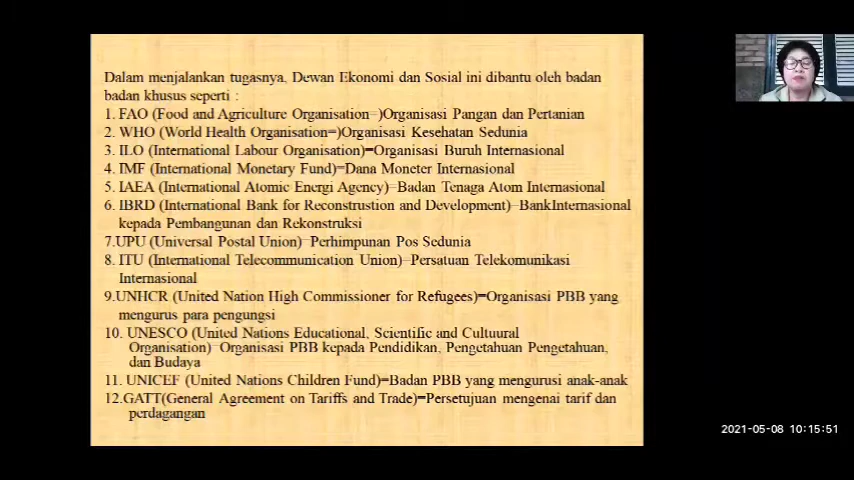 Dalam menjalankan tugasnya, Dewan Ekonomi dan Sosial ini dibantu oleh badan
badan khusus seperti :
1. FAO (Food and Agriculture Organisation=)Organisasi Pangan dan Pertanian
2. WHO (World Health Organisation=)Organisasi Kesehatan Sedunia
3. ILO (International Labour Organisation)=Organisasi Buruh Internasional
4. IMF (International Monetary Fund)=Dana Moneter Internasional
5. IAEA (International Atomic Energi Agency)=Badan Tenaga Atom Internasional
6. IBRD (International Bank for Reconstrustion and Development)=BankInternasional
kepada Pembangunan dan Rekonstruksi
7.UPU (Universal Postal Union)=Perhimpunan Pos Sedunia
8. ITU (International Telecommunication Union)=Persatuan Telekomunikasi
Internasional
9.UNHCR (United Nation High Commissioner for Refugees)=Organisasi PBB yang
mengurus para pengungsi
10. UNESCO (United Nations Educational, Scientific and Cultuural
Organisation)=Organisasi PBB kepada Pendidikan, Pengetahuan Pengetahuan,
dan Budaya
11. UNICEF (United Nations Children Fund)=Badan PBB yang mengurusi anak-anak
12.GATT(General Agreement on Tariffs and Trade)=Persetujuan mengenai tarif dan
perdagangan
2021-05-08 10:15:51